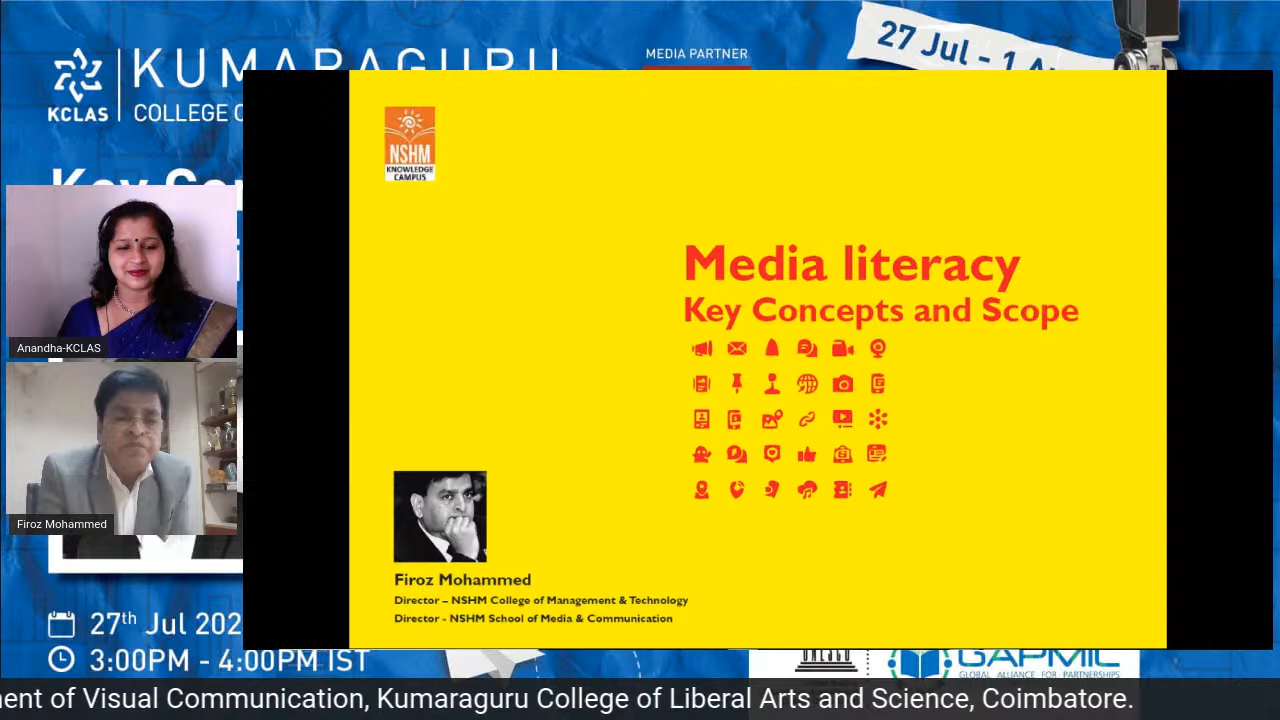 KCLAS
KUMARAGURU
COLLEGE
MEDIA PARTNER
27 Jul - 1
NSHM
KNOWLEDGE
CAMPUS
Media literacy
Key Concepts and Scope
Anandha-KCLAS
Firoz Mohammed
Firoz Mohammed
Director – NSHM College of Management & Technology
Director - NSHM School of Media & Communication
27th Jul 202
3:00PM - 4:00PM IST
UNESCO
GAPMIL
GLOBAL ALLIANCE FOR PARTNERSHIPS
of Visual Communication, Kumaraguru College of Liberal Arts and Science, Coimbatore.